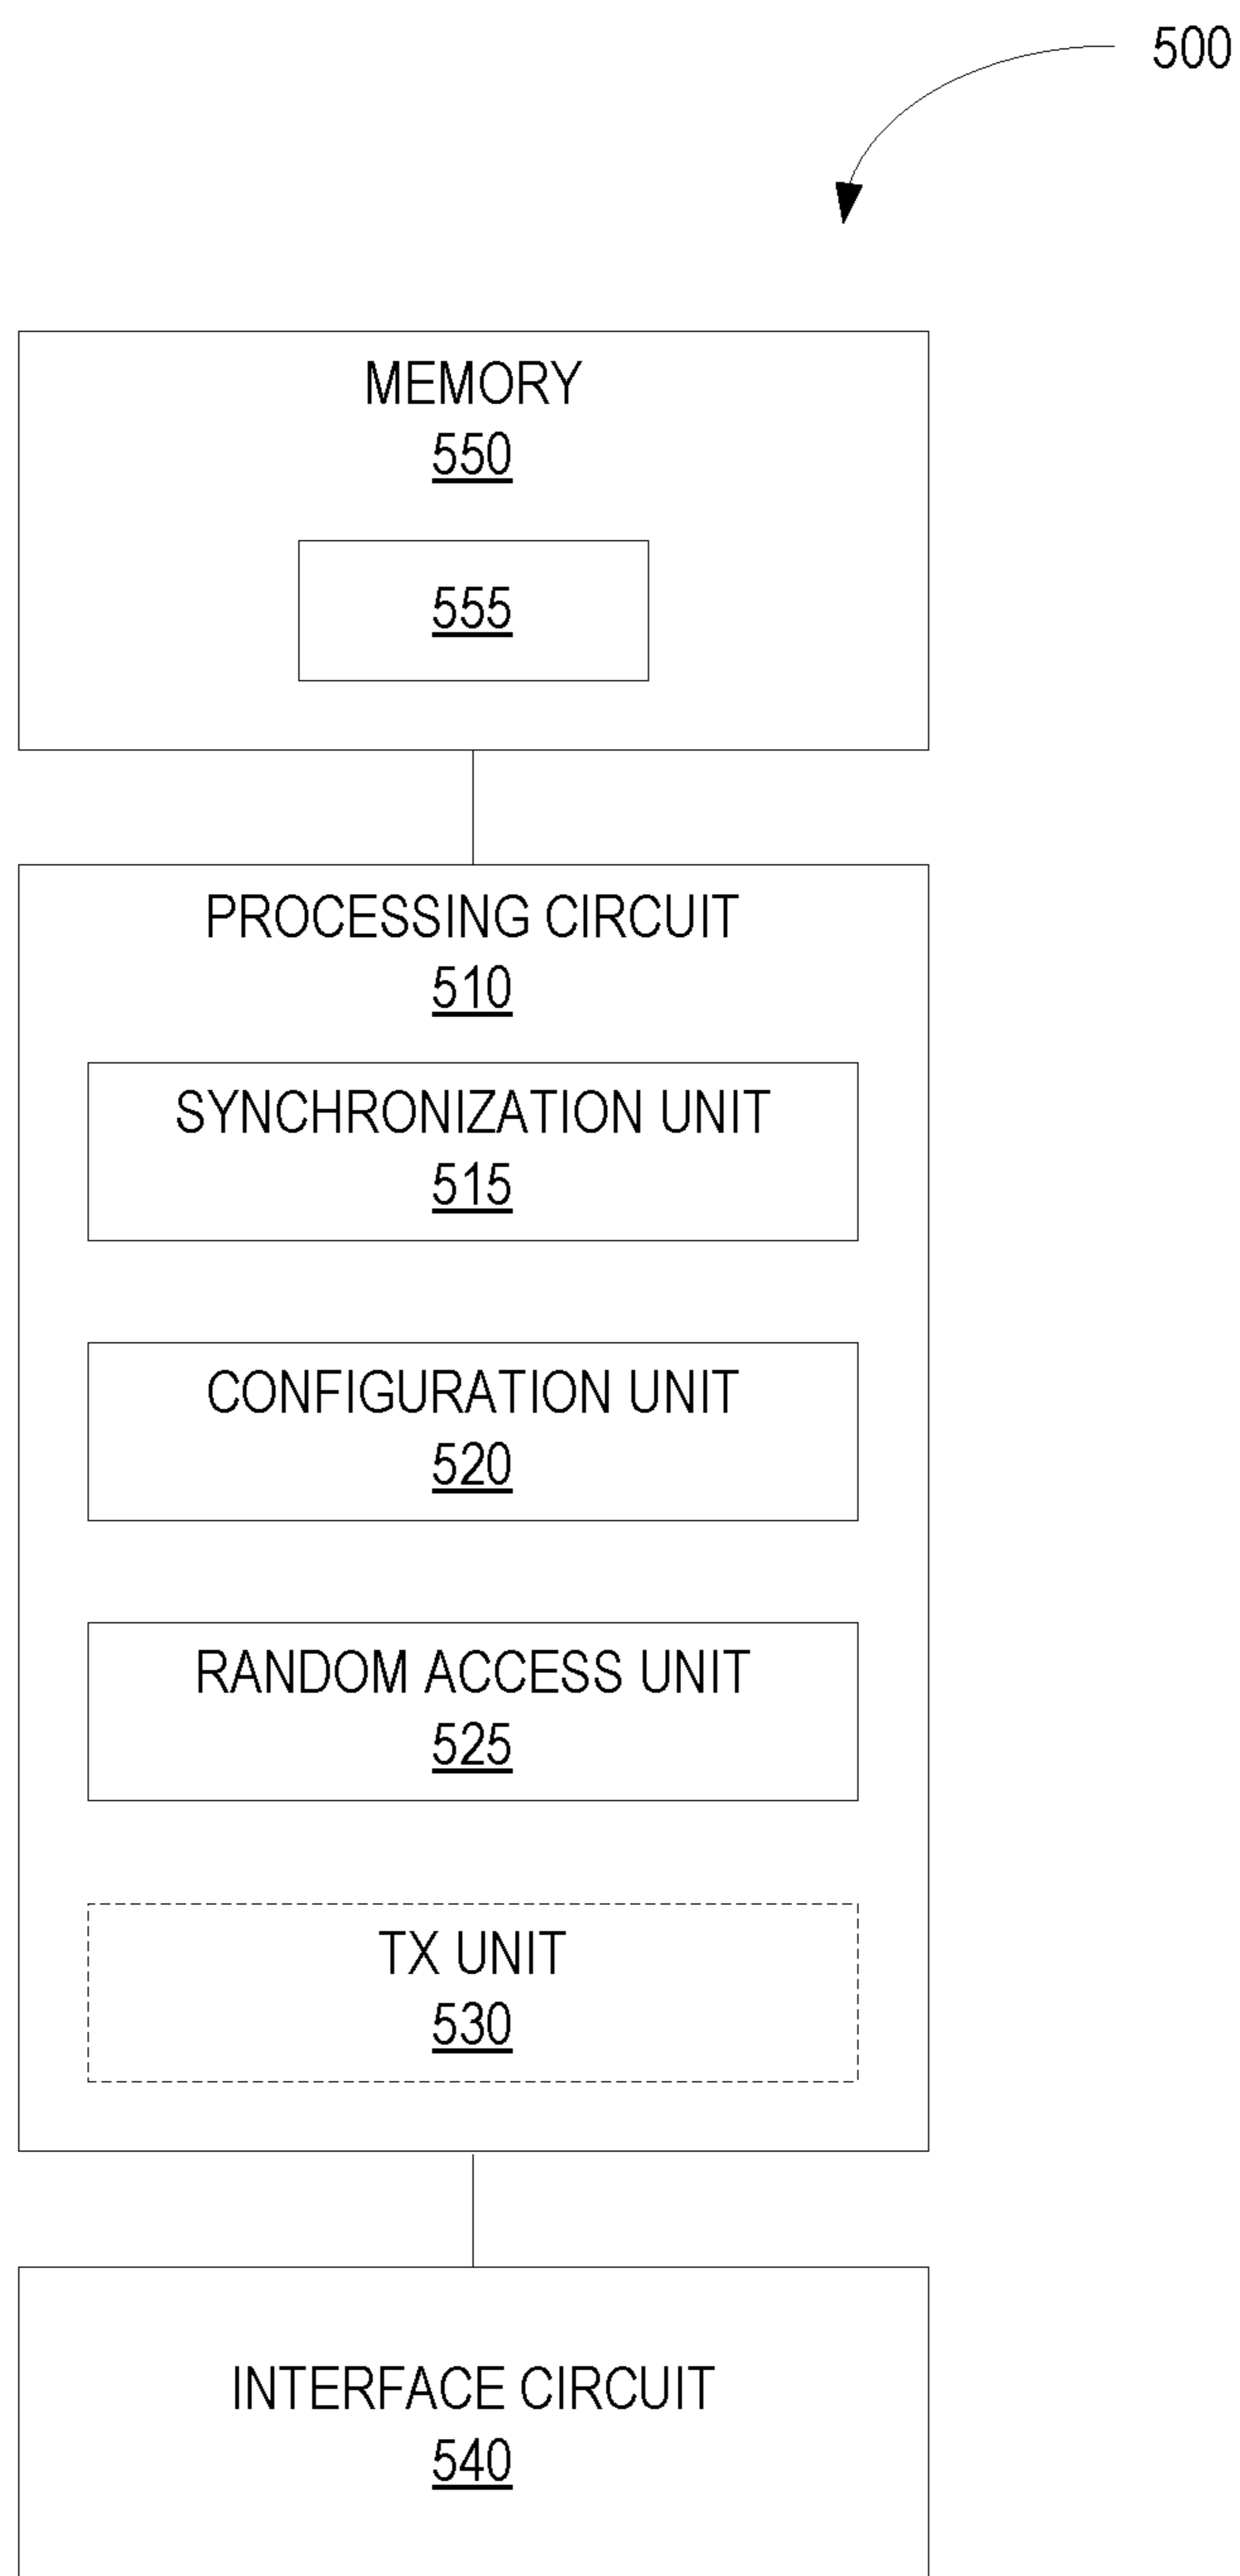 500
MEMORY
550
555
PROCESSING CIRCUIT
510
SYNCHRONIZATION UNIT
515
CONFIGURATION UNIT
520
RANDOM ACCESS UNIT
525
TX UNIT
530
INTERFACE CIRCUIT
540